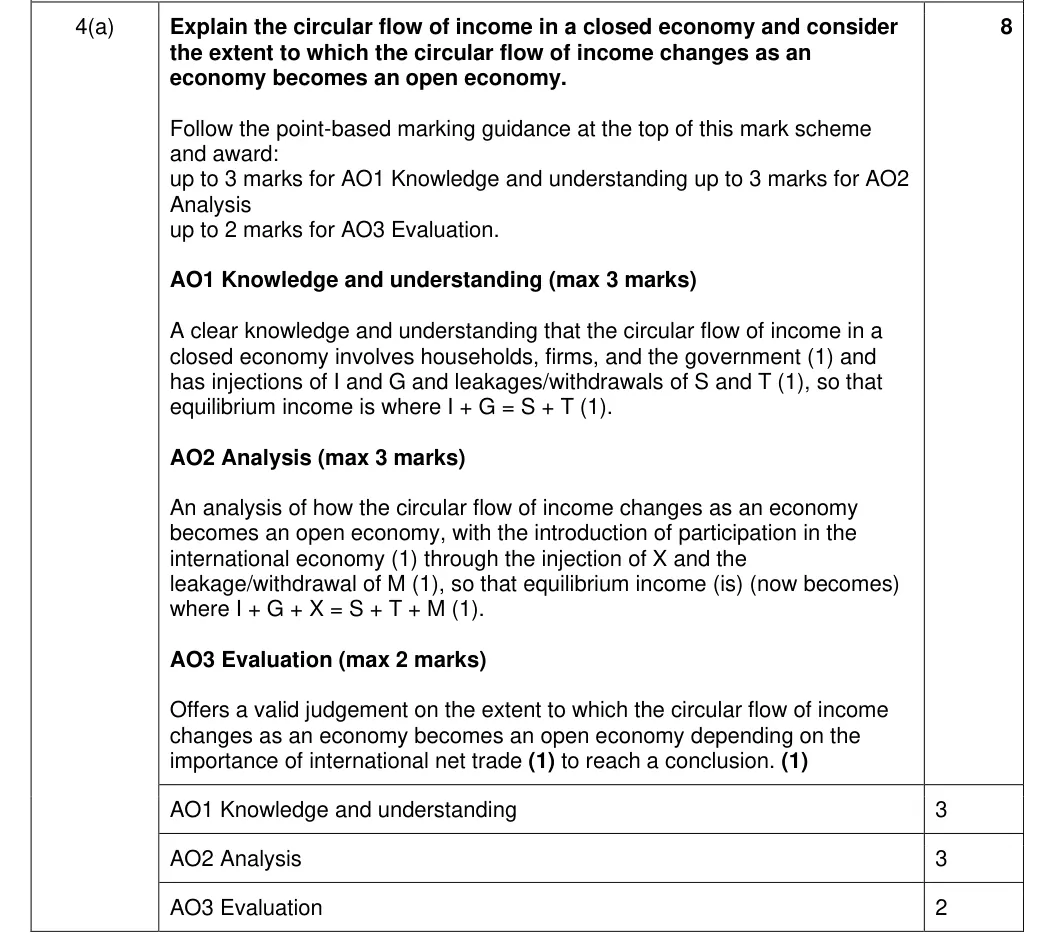 4(a)
Explain the circular flow of income in a closed economy and consider
the extent to which the circular flow of income changes as an
economy becomes an open economy.
8
Follow the point-based marking guidance at the top of this mark scheme
and award:
up to 3 marks for AO1 Knowledge and understanding up to 3 marks for AO2
Analysis
up to 2 marks for AO3 Evaluation.
AO1 Knowledge and understanding (max 3 marks)
A clear knowledge and understanding that the circular flow of income in a
closed economy involves households, firms, and the government (1) and
has injections of I and G and leakages/withdrawals of S and T (1), so that
equilibrium income is where I + G = S + T (1).
AO2 Analysis (max 3 marks)
An analysis of how the circular flow of income changes as an economy
becomes an open economy, with the introduction of participation in the
international economy (1) through the injection of X and the
leakage/withdrawal of M (1), so that equilibrium income (is) (now becomes)
where I + G + X = S + T + M (1).
AO3 Evaluation (max 2 marks)
Offers a valid judgement on the extent to which the circular flow of income
changes as an economy becomes an open economy depending on the
importance of international net trade (1) to reach a conclusion. (1)
AO1 Knowledge and understanding 3
AO2 Analysis 3
AO3 Evaluation 2